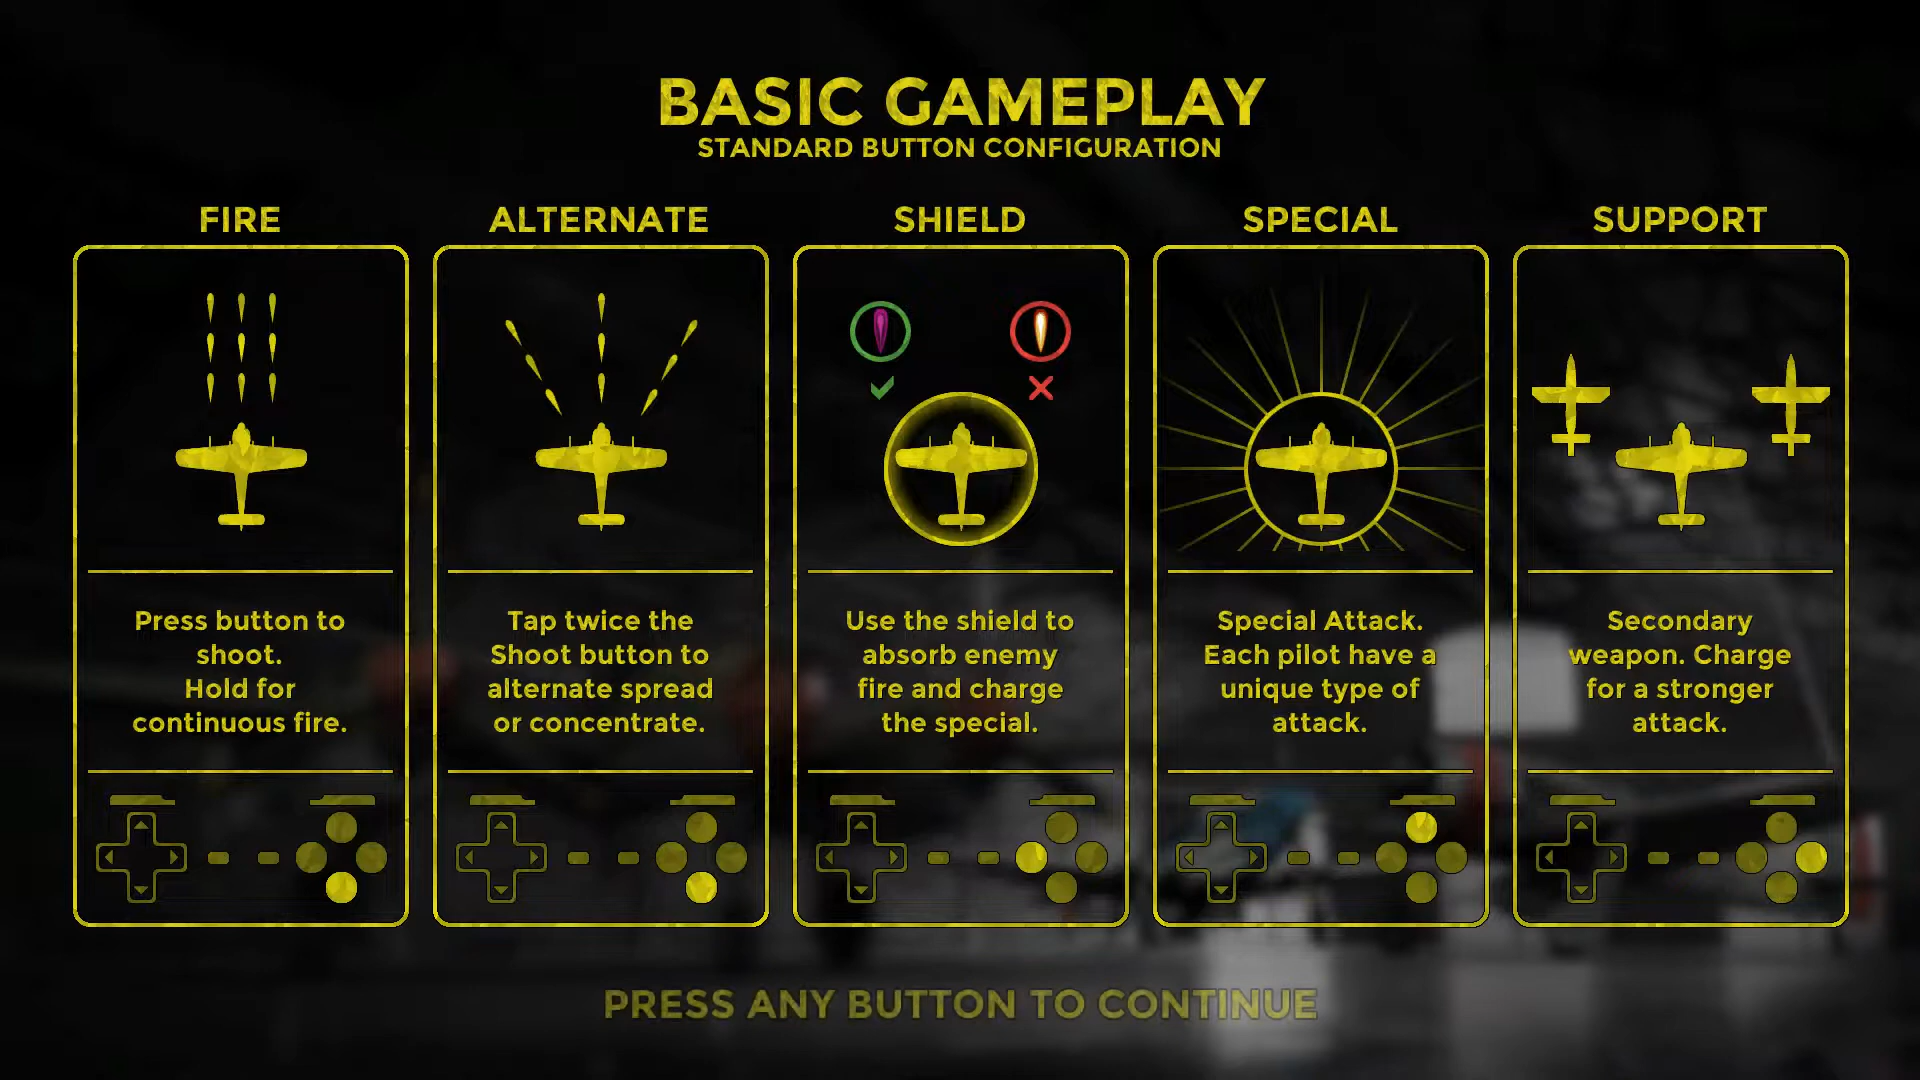 BASIC GAMEPLAY
STANDARD BUTTON CONFIGURATION
FIRE
Press button to
shoot.
Hold for
continuous fire.
ALTERNATE
Tap twice the
Shoot button to
alternate spread
or concentrate.
SHIELD
Use the shield to
absorb enemy
fire and charge
the special.
SPECIAL
Special Attack.
Each pilot have a
unique type of
attack.
SUPPORT
Secondary
weapon. Charge
for a stronger
attack.
PRESS ANY BUTTON TO CONTINUE